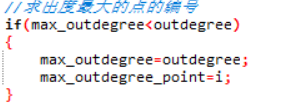 //求出度最大的点的编号
if(max_outdegree<outdegree)
{
max_outdegree=outdegree;
max_outdegree_point=i;
}